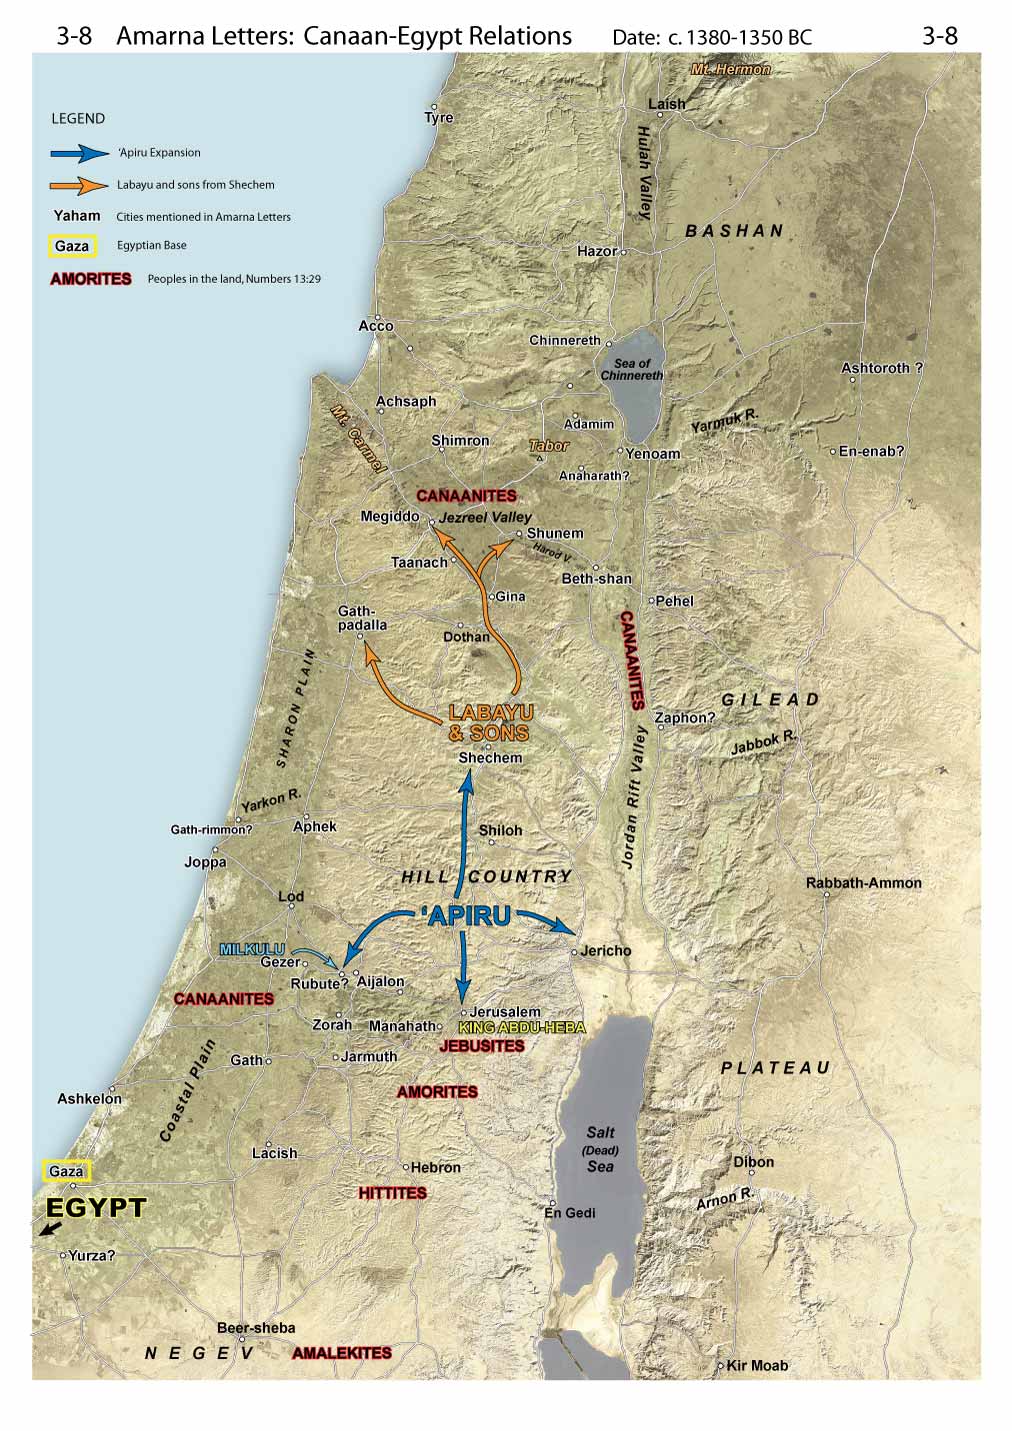 3-8 Amarna Letters: Canaan-Egypt Relations Date: c. 1380-1350 BC 3-8
LEGEND
‘Apiru Expansion
Labayu and sons from Shechem
Yaham Cities mentioned in Amarna Letters
Gaza Egyptian Base
AMORITES Peoples in the land, Numbers 13:29
Mt. Hermon
Laish
Tyre
Hulah Valley
BASHAN
Hazor
Acco
Chinnereth
Sea of
Chinnereth
Ashtoroth ?
Achsaph
Mt. Carmel
Adamim
Yarmuk R.
Shimron
Tabor
Yenoam
En-enab?
Anaharath?
CANAANITES
Megiddo
Jezreel Valley
Shunem
Harod V.
Taanach
Beth-shan
Gina
Pehel
Gath-
padalla
Dothan
CANAANITES
SHARON PLAIN
GILEAD
LABAYU
& SONS
Zaphon?
Jabbok R.
Shechem
Jordan Rift Valley
Yarkon R.
Gath-rimmon?
Aphek
Shiloh
Joppa
HILL COUNTRY
Rabbath-Ammon
Lod
‘APIRU
MILKULU
Gezer
Jericho
Rubute?
Aijalon
CANAANITES
Jerusalem
Zorah
Manahath
KING ABDU-HEBA
JEBUSITES
Gath
Jarmuth
PLATEAU
Coastal Plain
AMORITES
Ashkelon
Salt
(Dead)
Sea
Lacish
Hebron
Dibon
Gaza
HITTITES
Arnon R.
EGYPT
En Gedi
Yurza?
Beer-sheba
NEGEV
AMALEKITES
Kir Moab